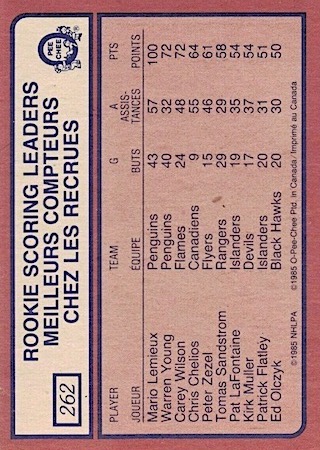 262
ROOKIE SCORING LEADERS
MEILLEURS COMPTEURS
CHEZ LES RECRUES
O-PEE-CHEE
PLAYER TEAM G A PTS
JOUEUR ÉQUIPE BUTS ASSIS- POINTS
TANCES
Mario Lemieux Penguins 43 57 100
Warren Young Penguins 40 32 72
Carey Wilson Flames 24 48 72
Chris Chelios Canadiens 9 55 64
Peter Zezel Flyers 15 46 61
Tomas Sandstrom Rangers 29 29 58
Pat LaFontaine Islanders 19 35 54
Kirk Muller Devils 17 37 54
Patrick Flatley Islanders 20 31 51
Ed Olczyk Black Hawks 20 30 50
©1985 NHLPA ©1985 O-Pee-Chee Ptd. in Canada. Imprimé au Canada